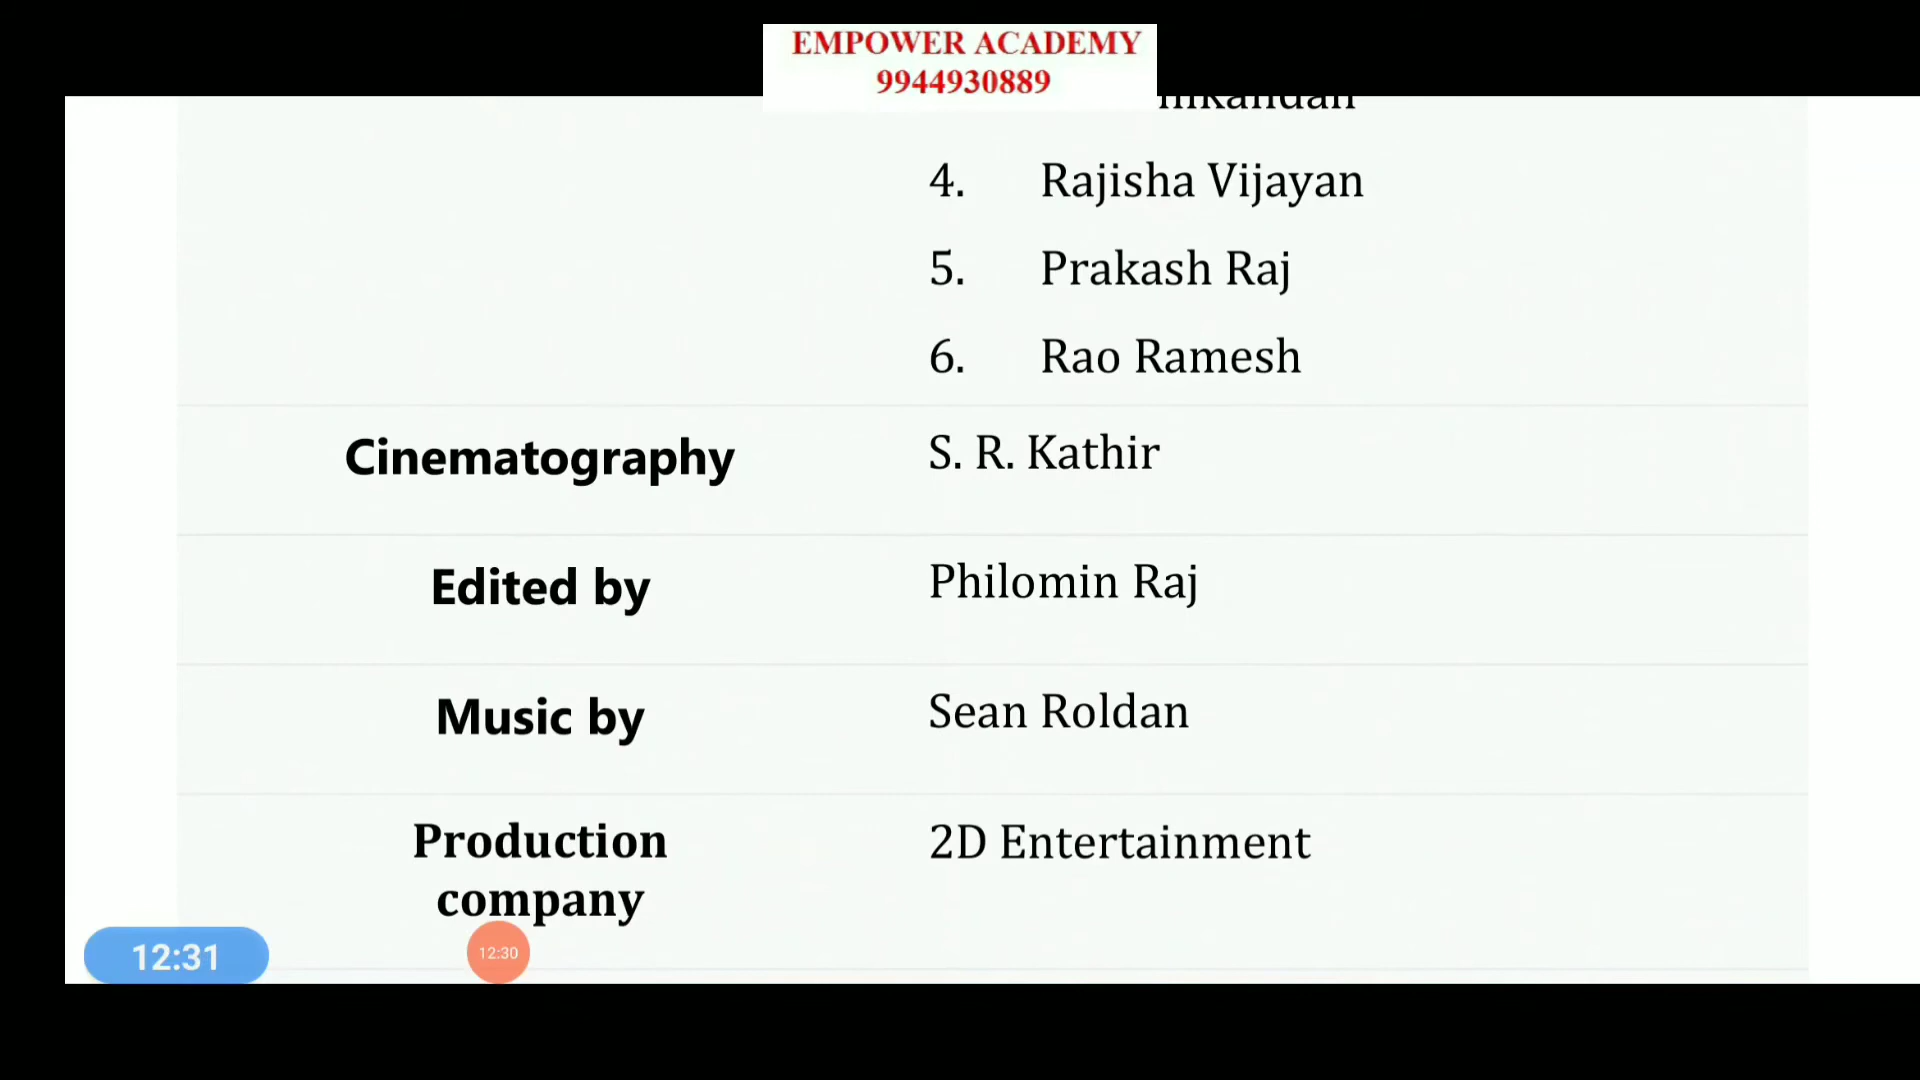 EMPOWER ACADEMY
9944930889
4. Rajisha Vijayan
5. Prakash Raj
6. Rao Ramesh
Cinematography S. R. Kathir
Edited by Philomin Raj
Music by Sean Roldan
Production 2D Entertainment
company
12:31 12:30